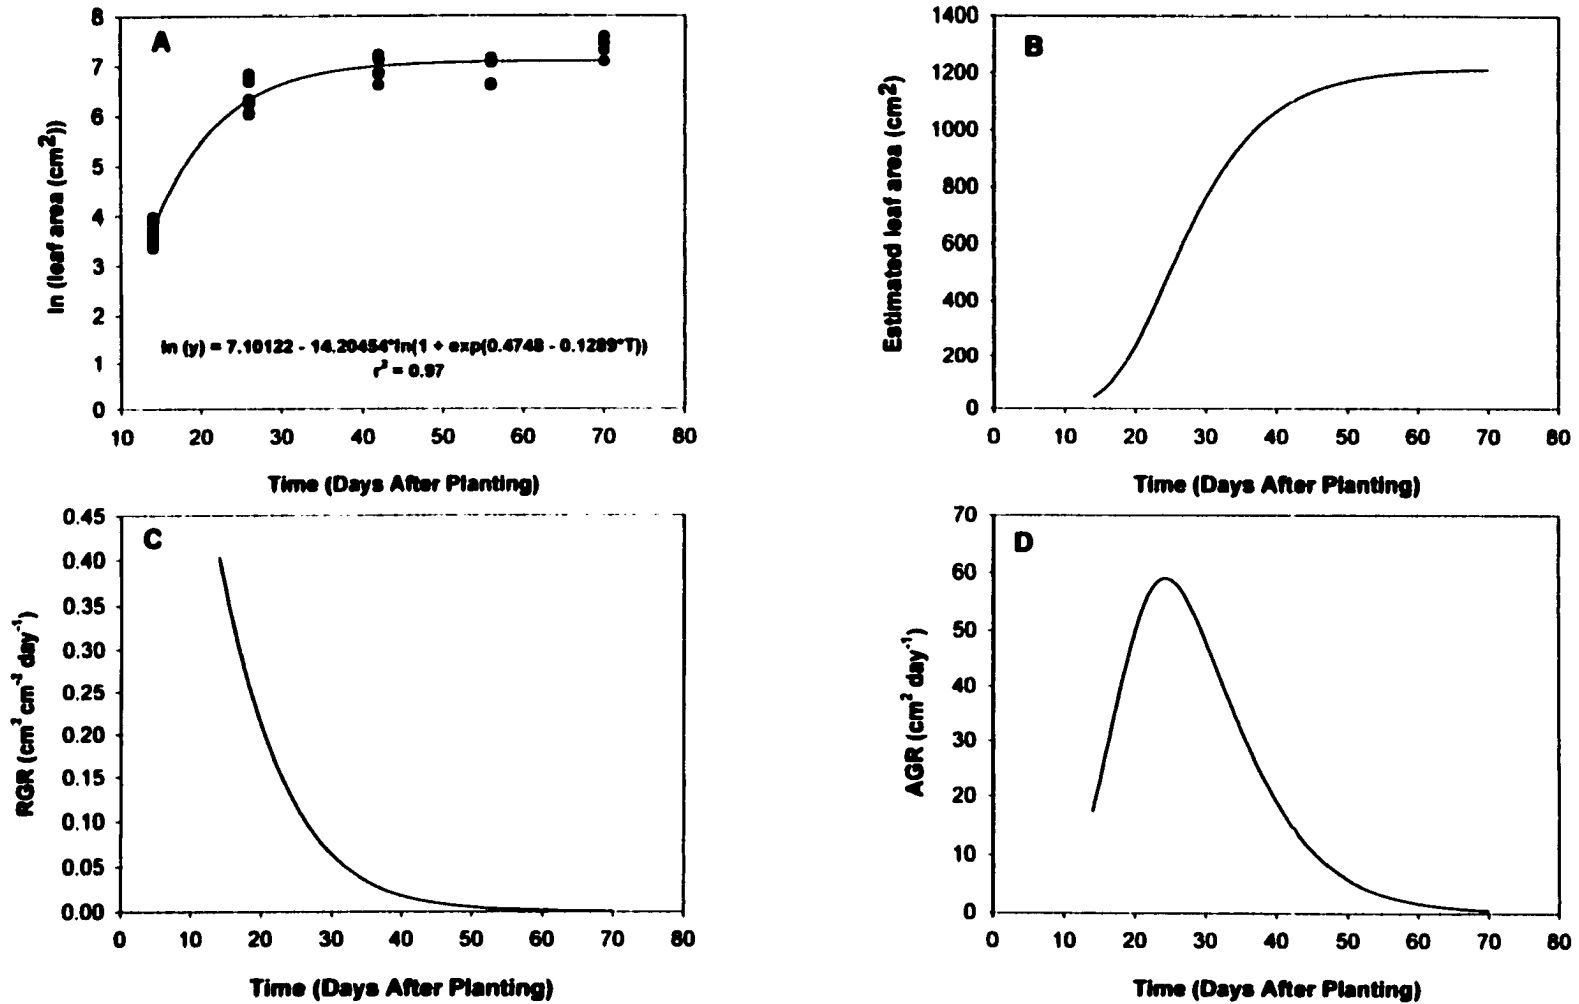 A
8
7
6
5
4
3
2
1
0
ln (leaf area (cm2))
ln (y) = 7.10122 - 14.20454*ln(1 + exp(0.4748 - 0.1289*T))
r2 = 0.97
10 20 30 40 50 60 70 80
Time (Days After Planting)
B
1400
1200
1000
800
600
400
200
0
Estimated leaf area (cm2)
0 10 20 30 40 50 60 70 80
Time (Days After Planting)
C
0.45
0.40
0.35
0.30
0.25
0.20
0.15
0.10
0.05
0.00
RGR (cm2 cm-2 day-1)
0 10 20 30 40 50 60 70 80
Time (Days After Planting)
D
70
60
50
40
30
20
10
0
AGR (cm2 day-1)
0 10 20 30 40 50 60 70 80
Time (Days After Planting)